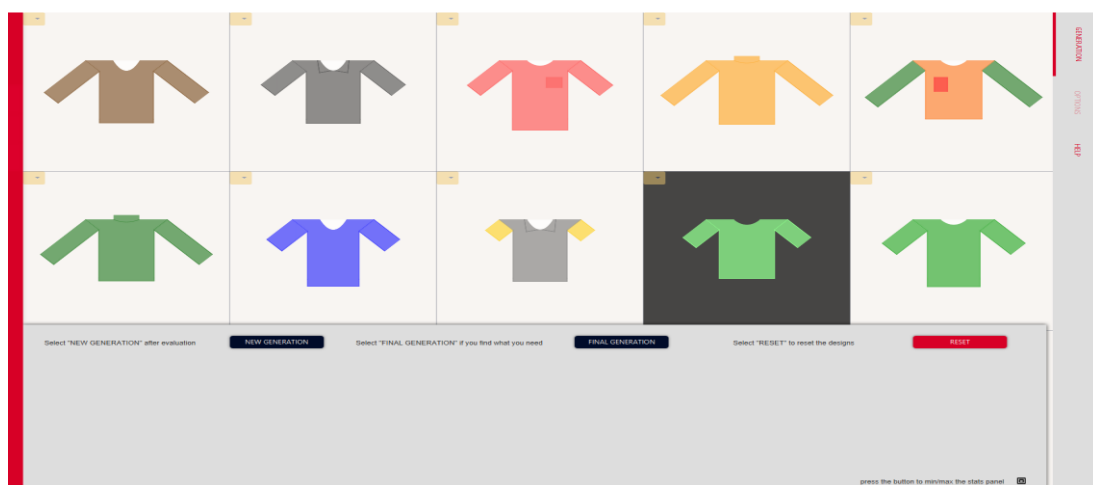 GENERATION
OPTIONS
HELP
Select "NEW GENERATION" after evaluation
NEW GENERATION
Select "FINAL GENERATION" if you find what you need
FINAL GENERATION
Select "RESET" to reset the designs
RESET
press the button to min/max the stats panel